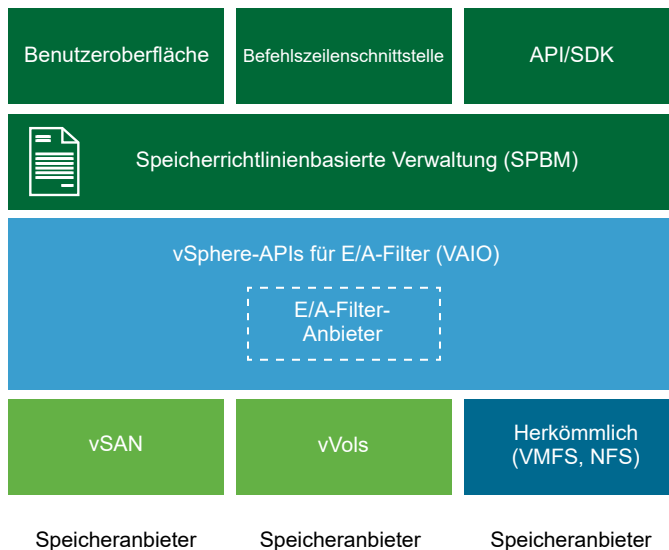 Benutzeroberfläche
Befehlszeilenschnittstelle
API/SDK
Speicherrichtlinienbasierte Verwaltung (SPBM)
vSphere-APIs für E/A-Filter (VAIO)
E/A-Filter-
Anbieter
vSAN
vVols
Herkömmlich
(VMFS, NFS)
Speicheranbieter
Speicheranbieter
Speicheranbieter